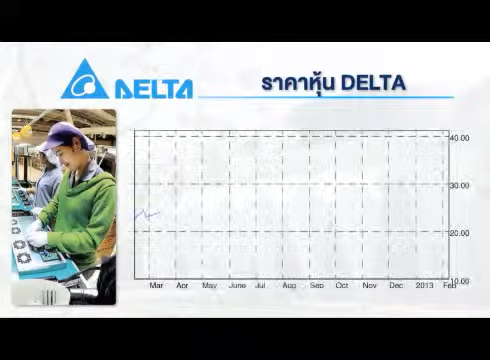 DELTA
ราคาหุ้น DELTA
40.00
30.00
20.00
10.00
Mar Apr May June Jul Aug Sep Oct Nov Dec 2013 Feb